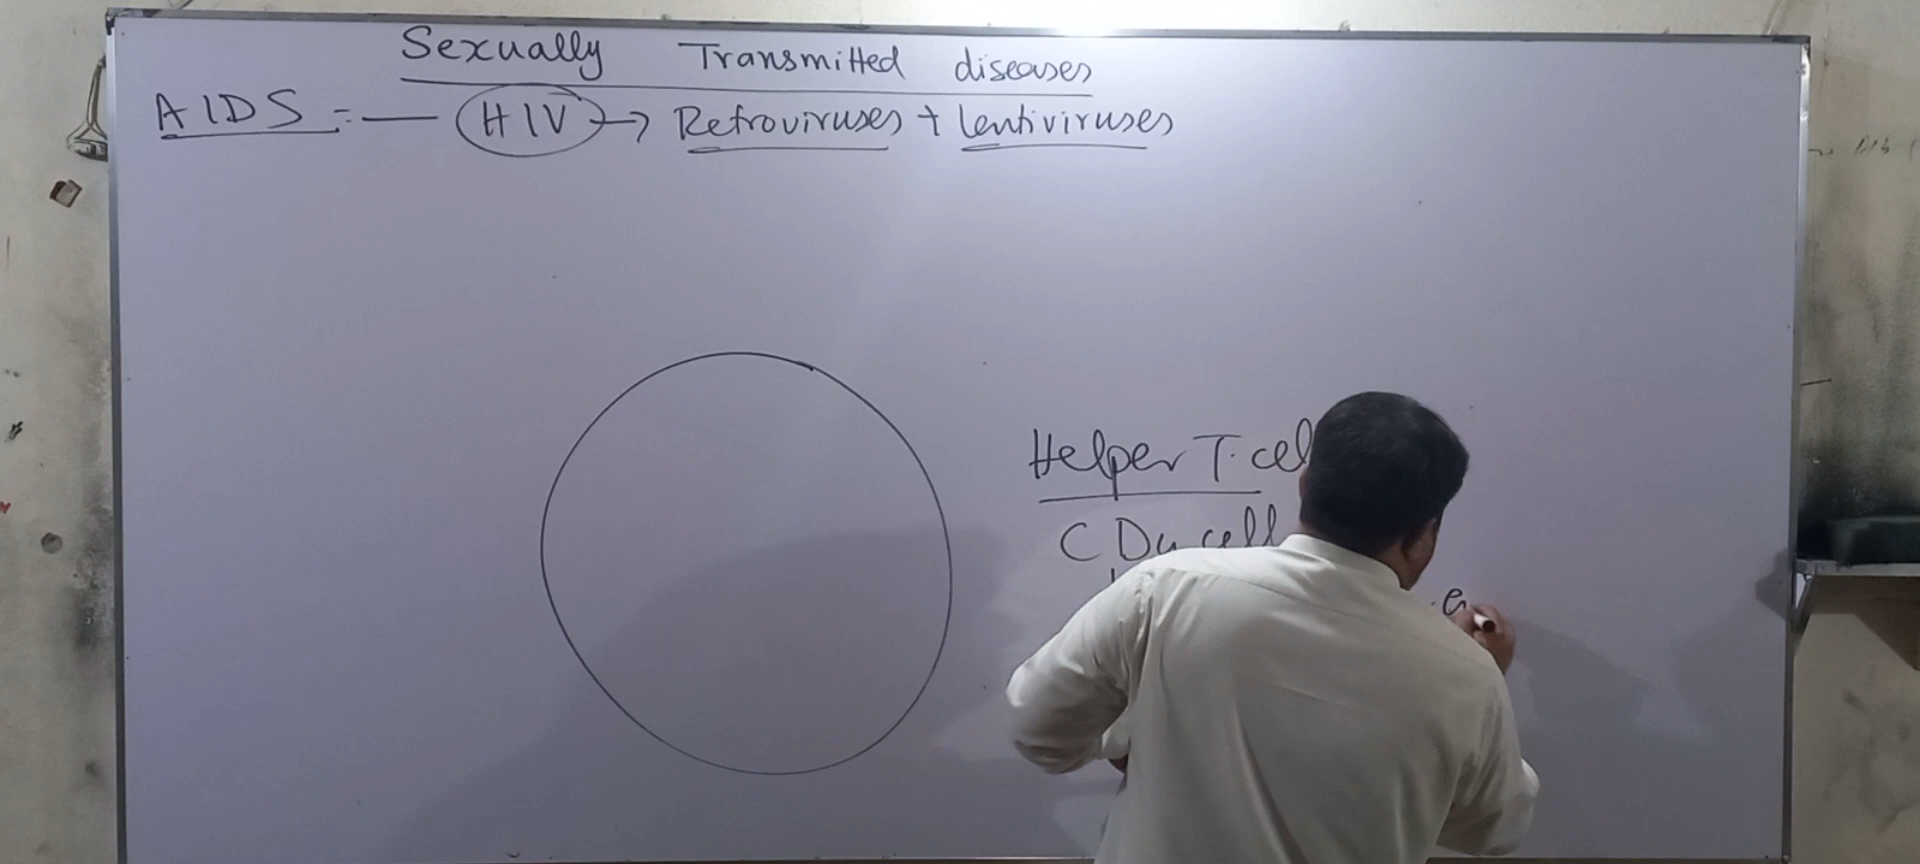 Sexually Transmitted diseases
AIDS :— HIV → Retroviruses + Lentiviruses
Helper T. cel
CD4 cell